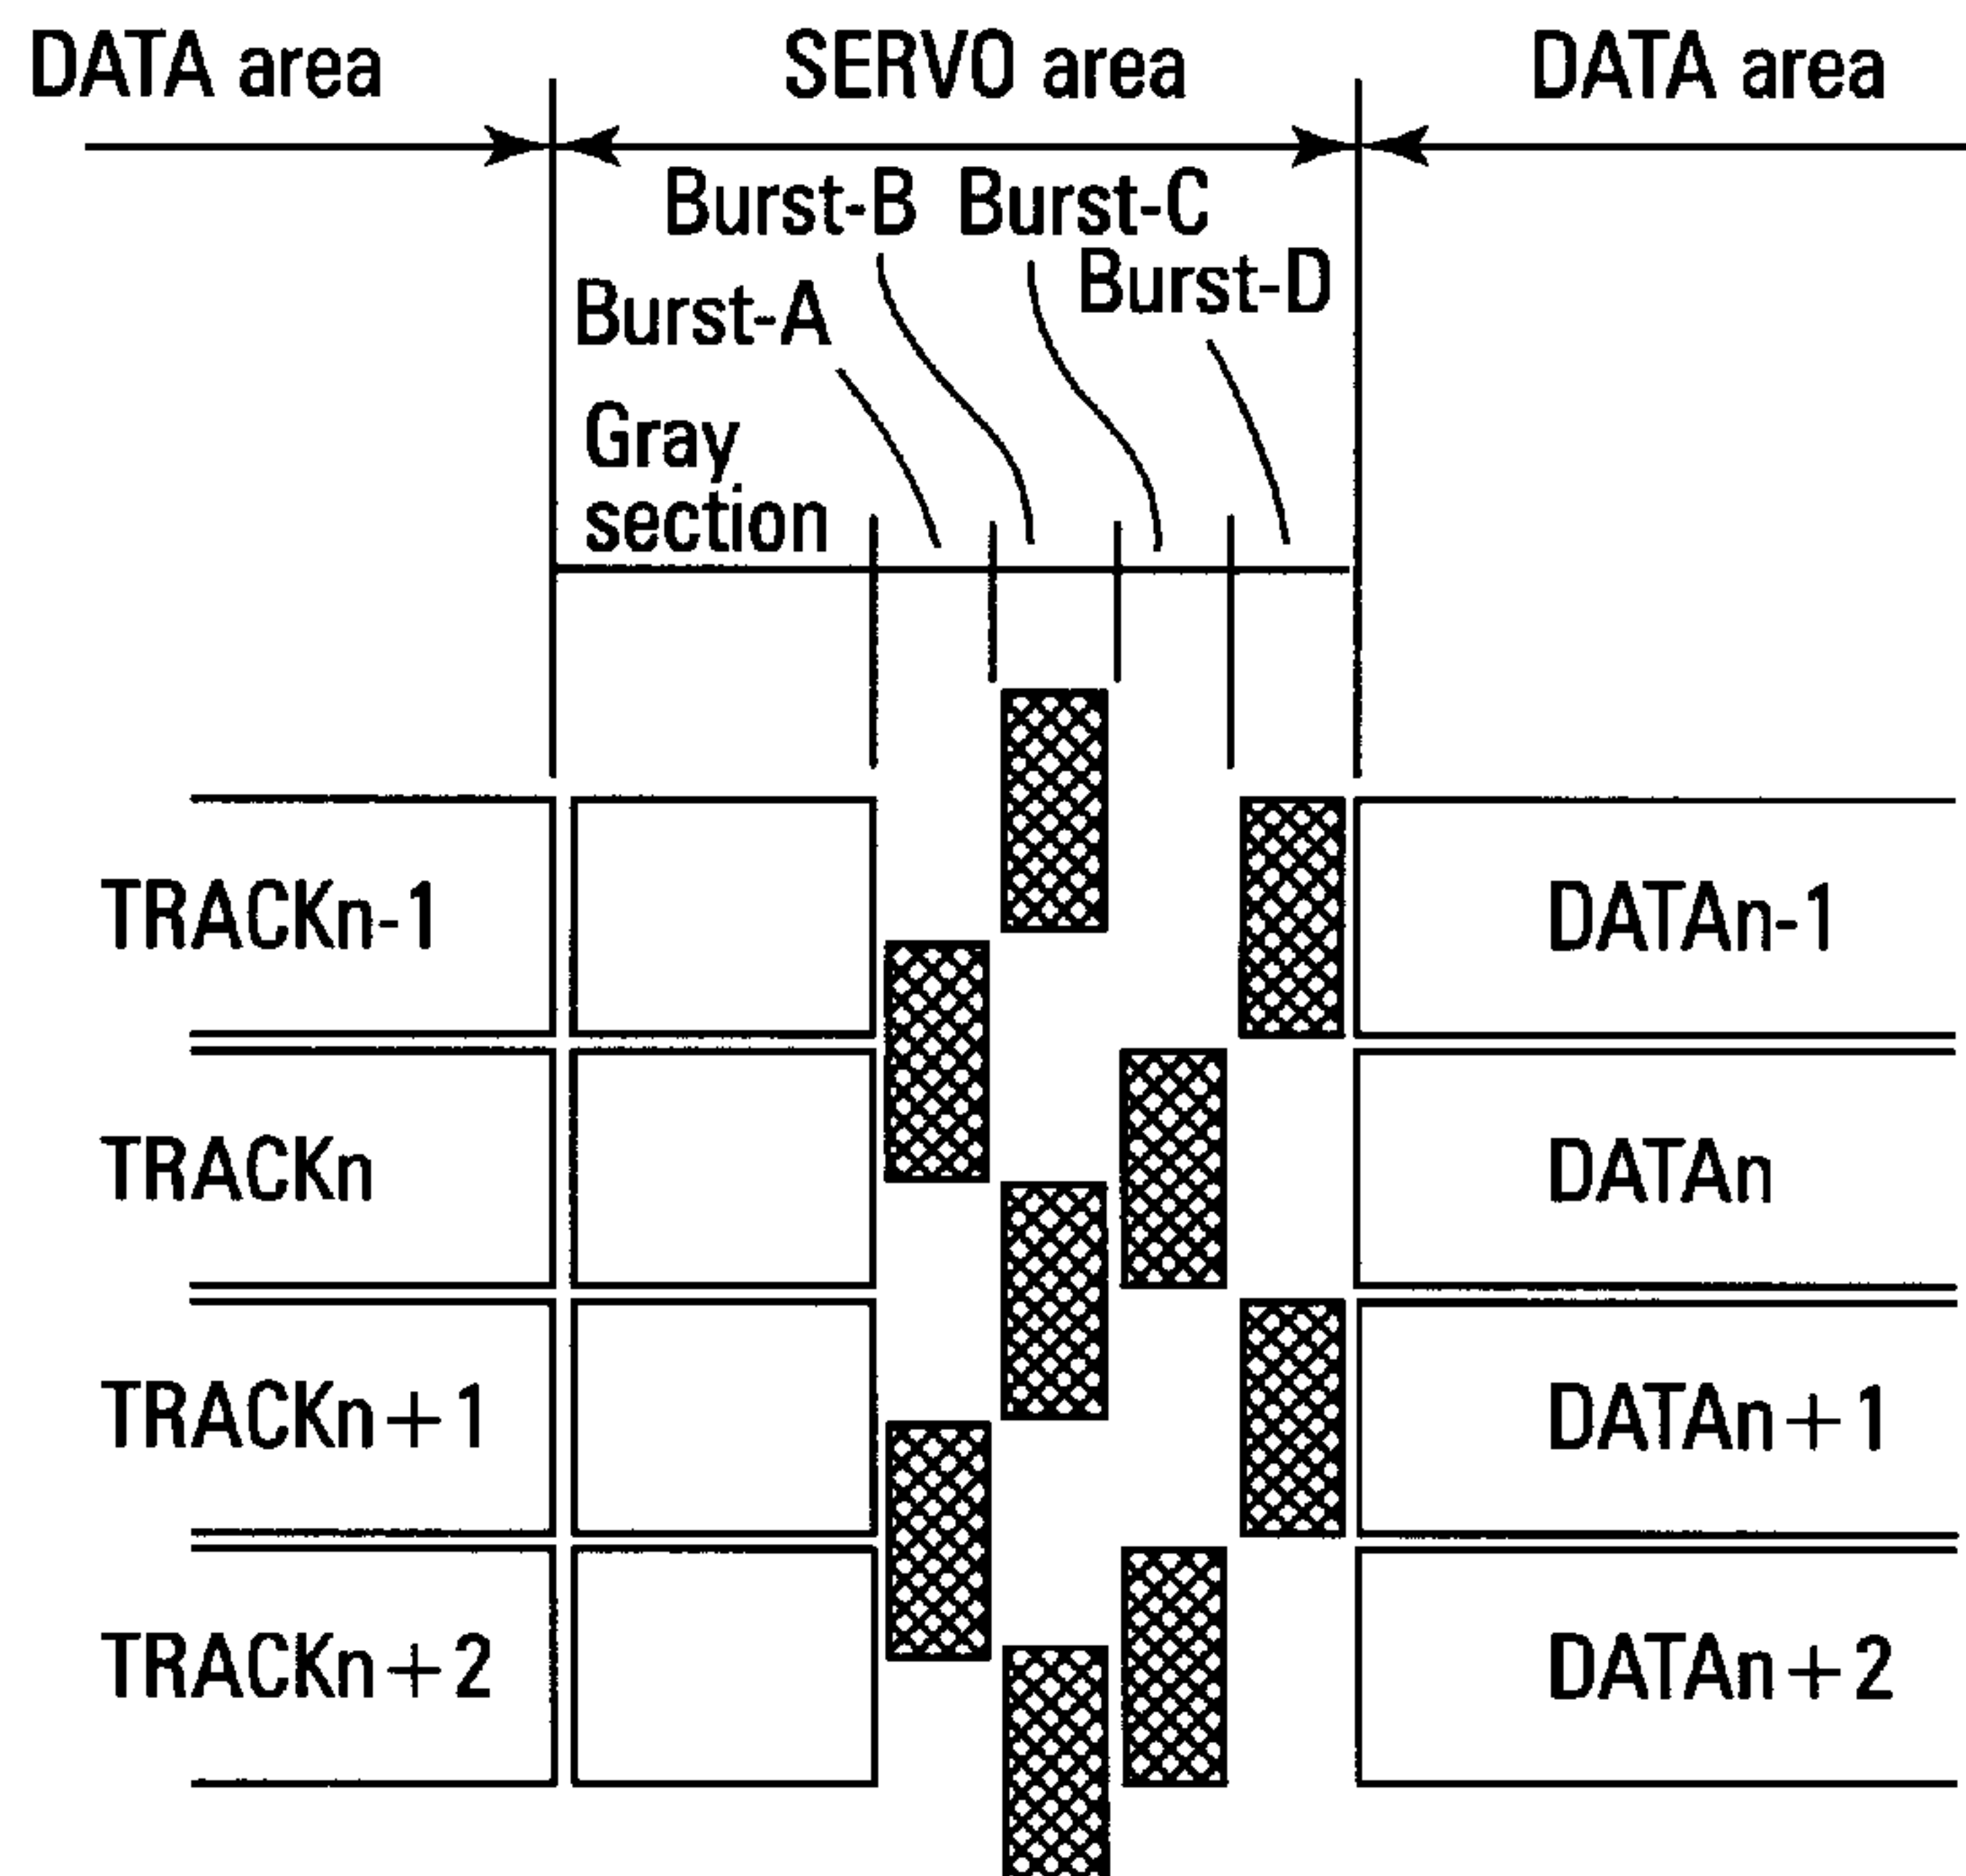 DATA area
SERVO area
DATA area
Burst-B
Burst-C
Burst-D
Burst-A
Gray
section
TRACKn-1
DATAn-1
TRACKn
DATAn
TRACKn+1
DATAn+1
TRACKn+2
DATAn+2